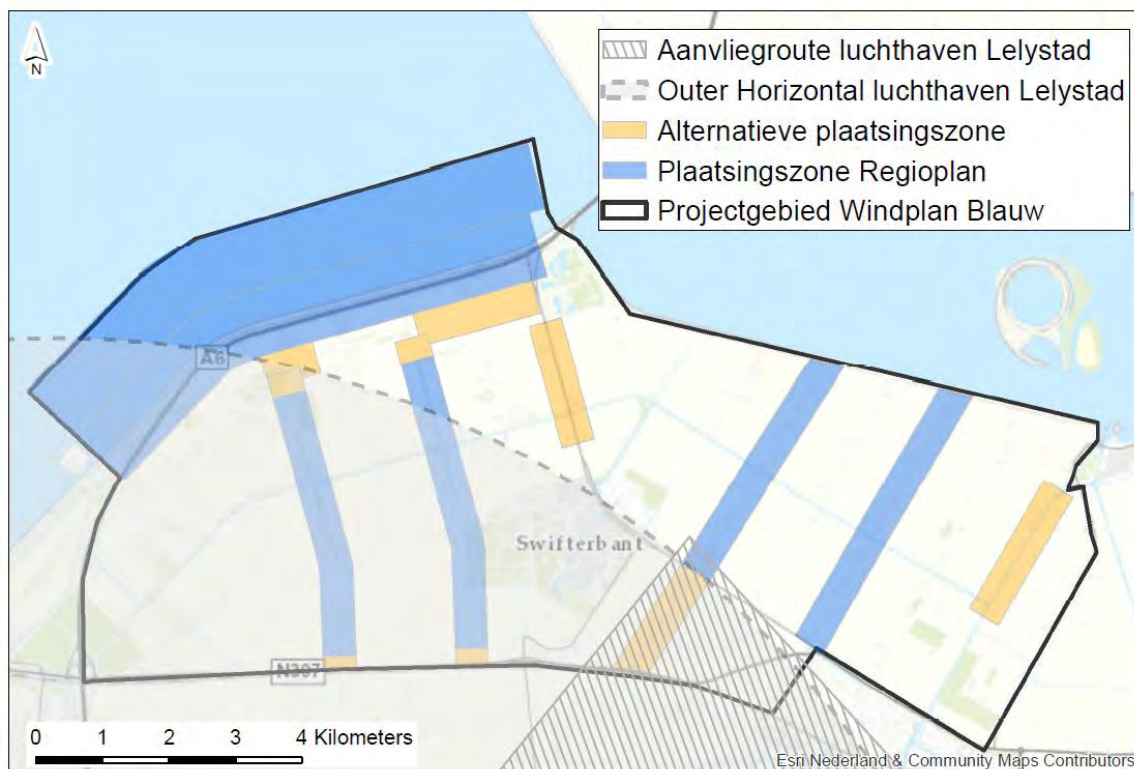 N
Aanvliegroute luchthaven Lelystad
Outer Horizontal luchthaven Lelystad
Alternatieve plaatsingszone
Plaatsingszone Regioplan
Projectgebied Windplan Blauw
A6
Swifterbant
N307
0 1 2 3 4 Kilometers
Esri Nederland & Community Maps Contributors